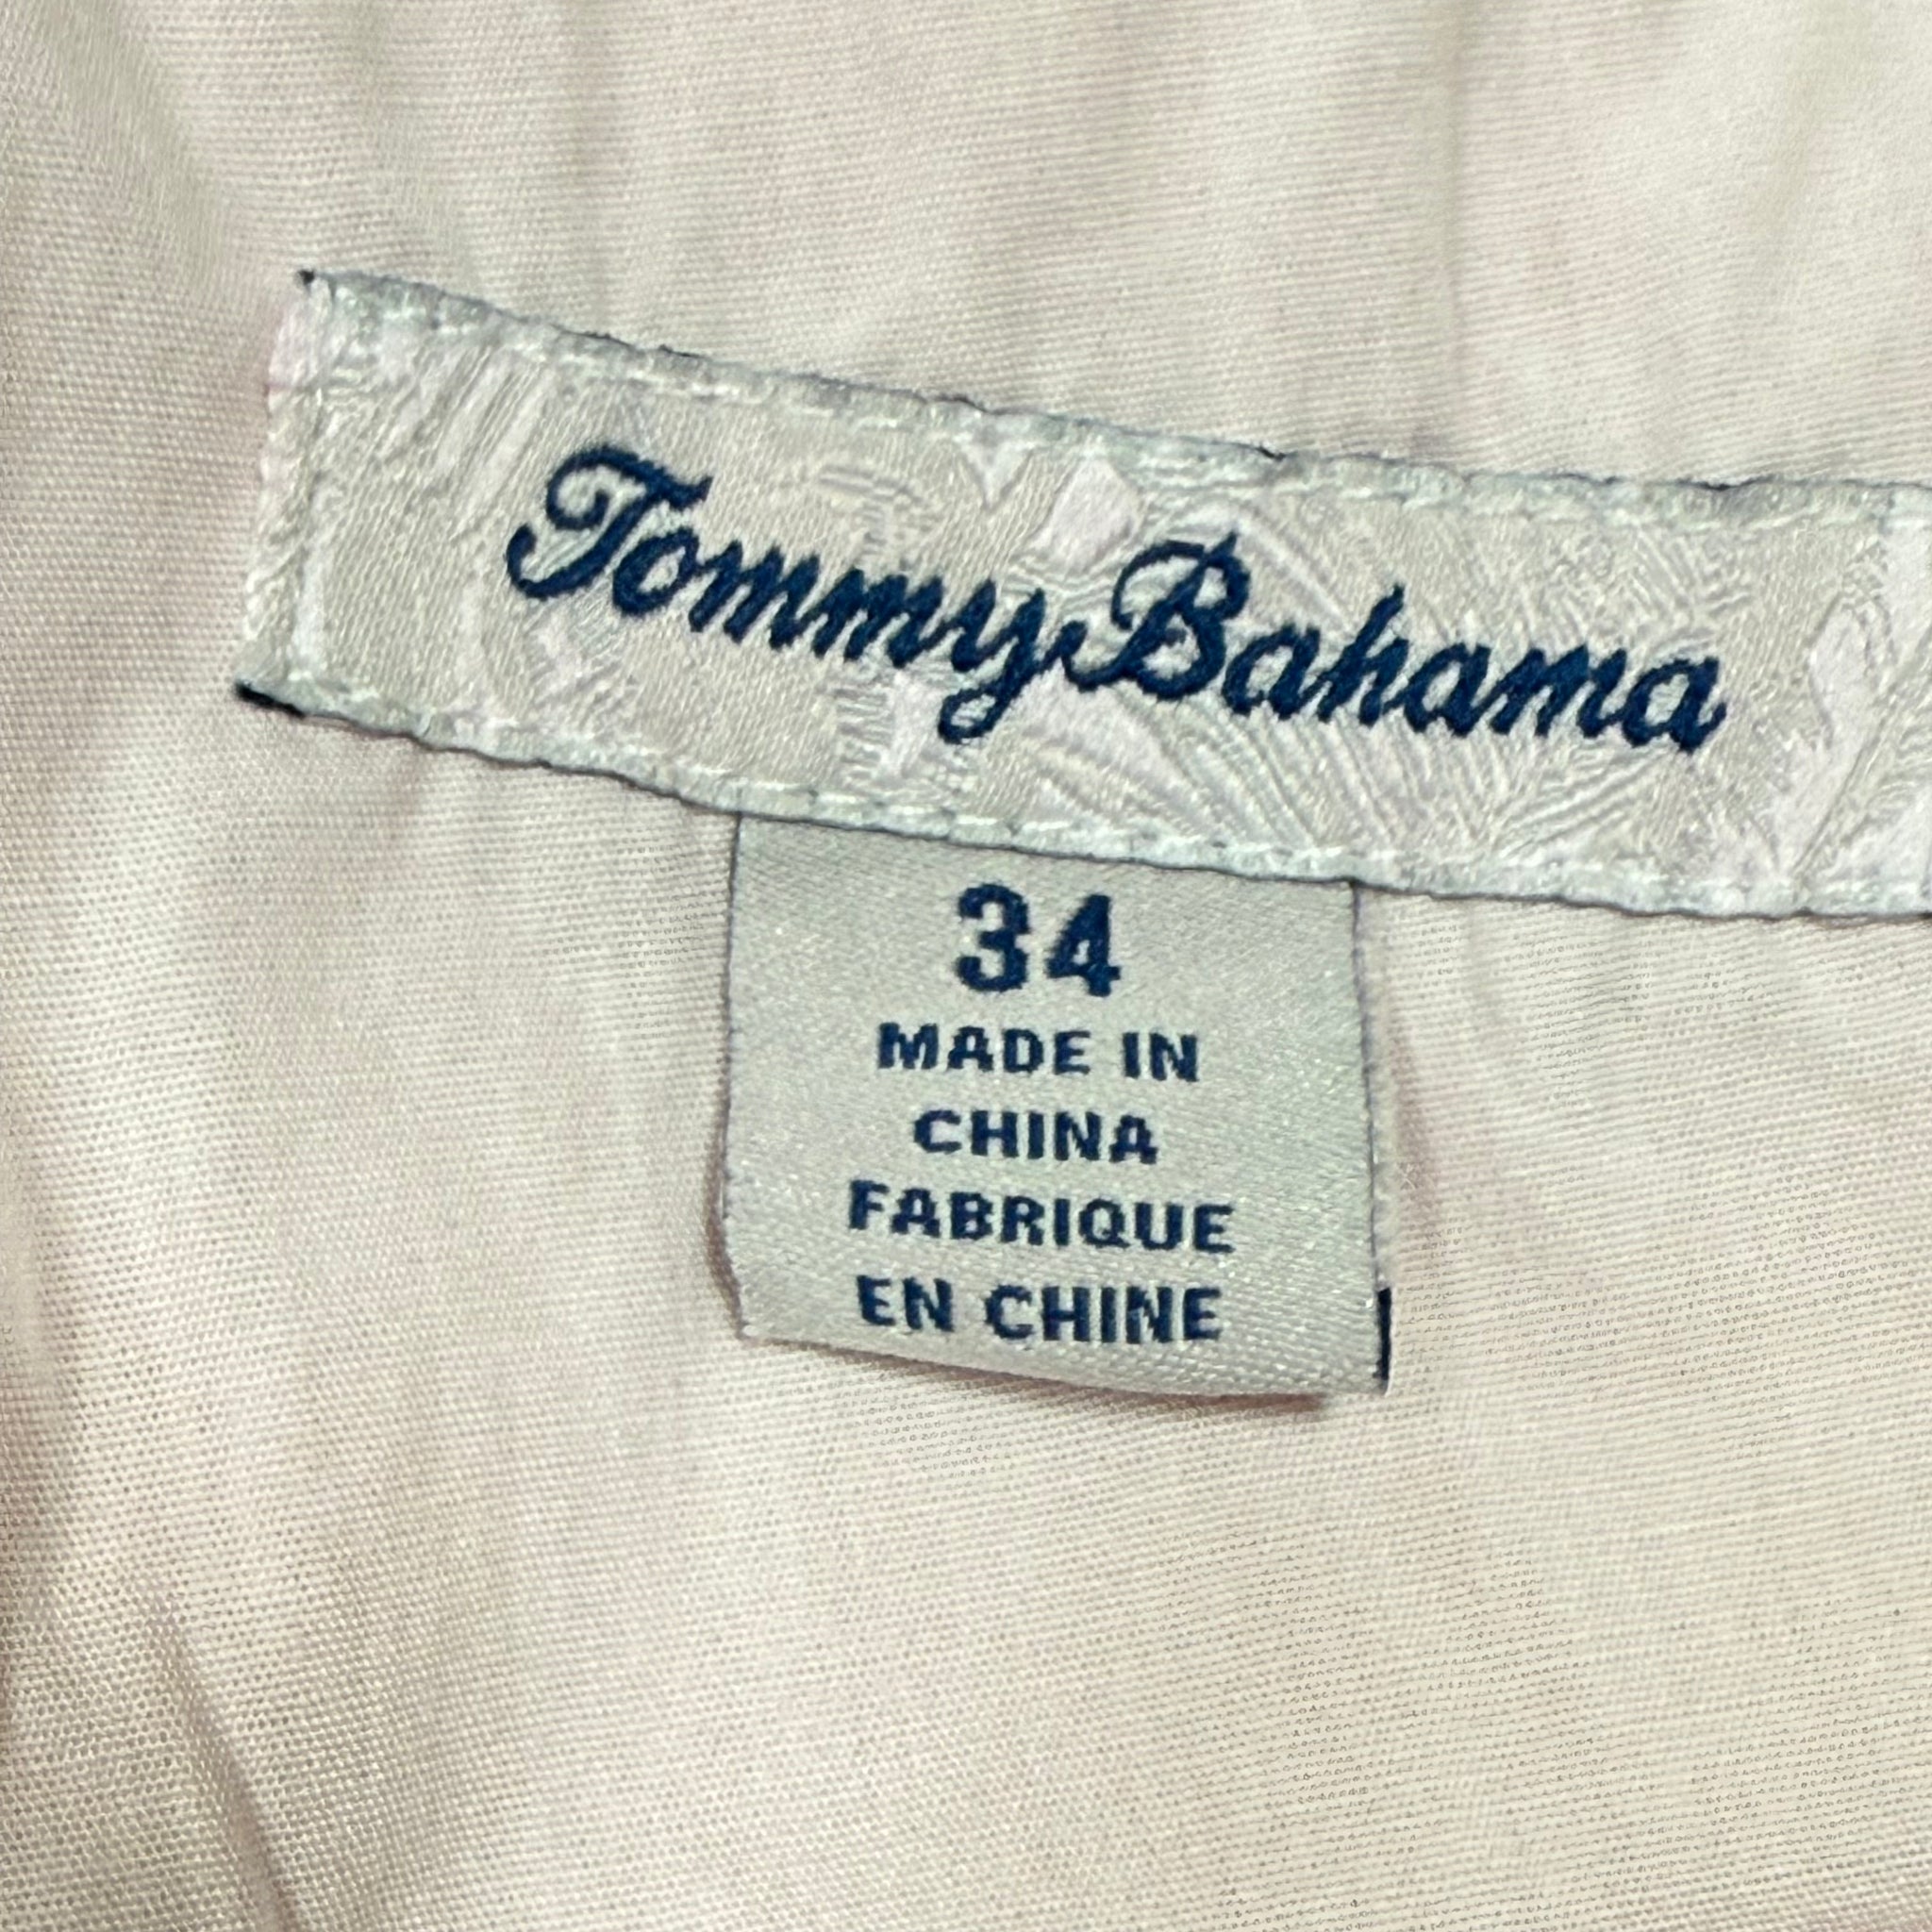 Tommy Bahama
34
MADE IN
CHINA
FABRIQUE
EN CHINE